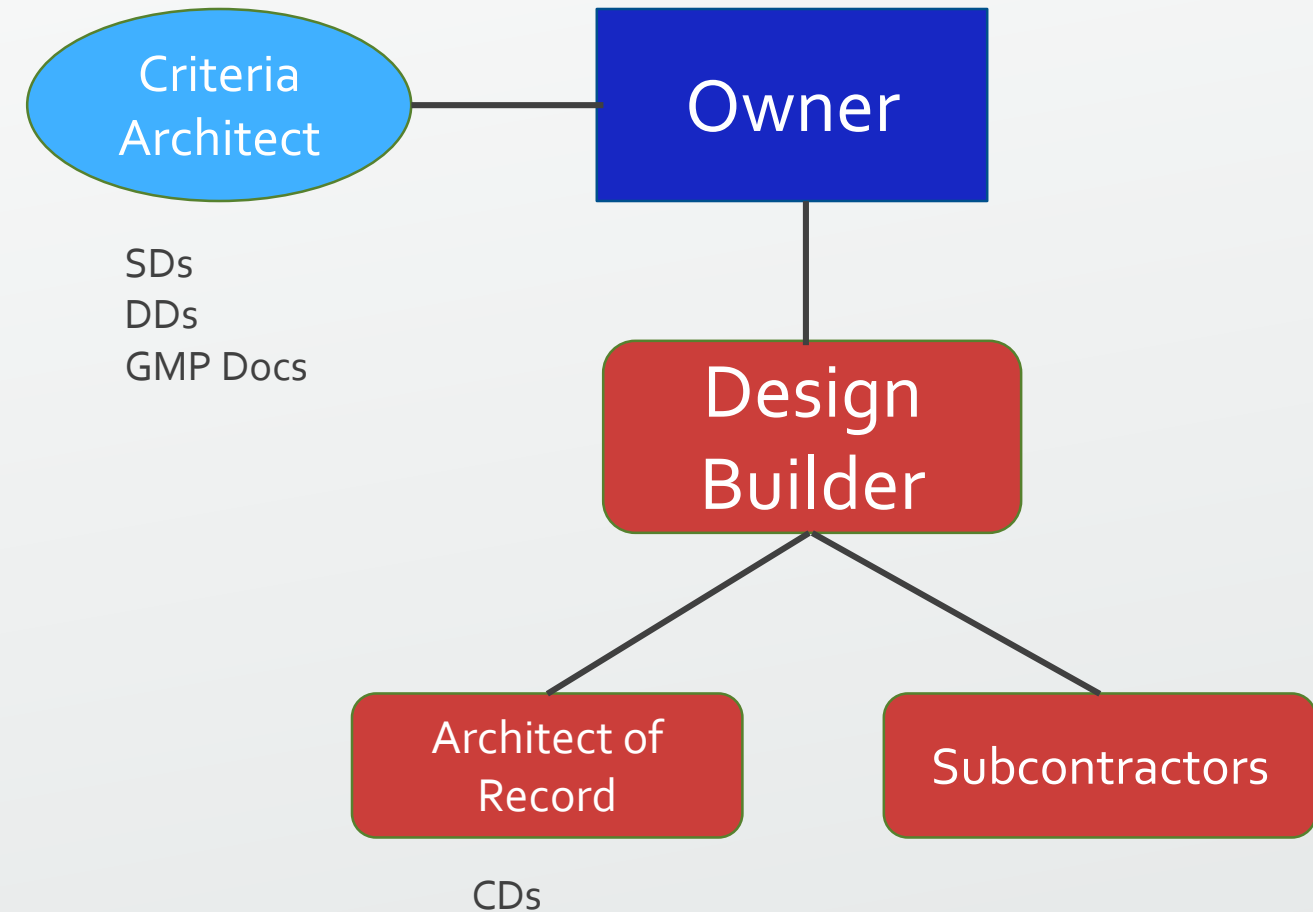 Criteria
Architect
Owner
SDs
DDs
GMP Docs
Design
Builder
Architect of
Record
Subcontractors
CDs